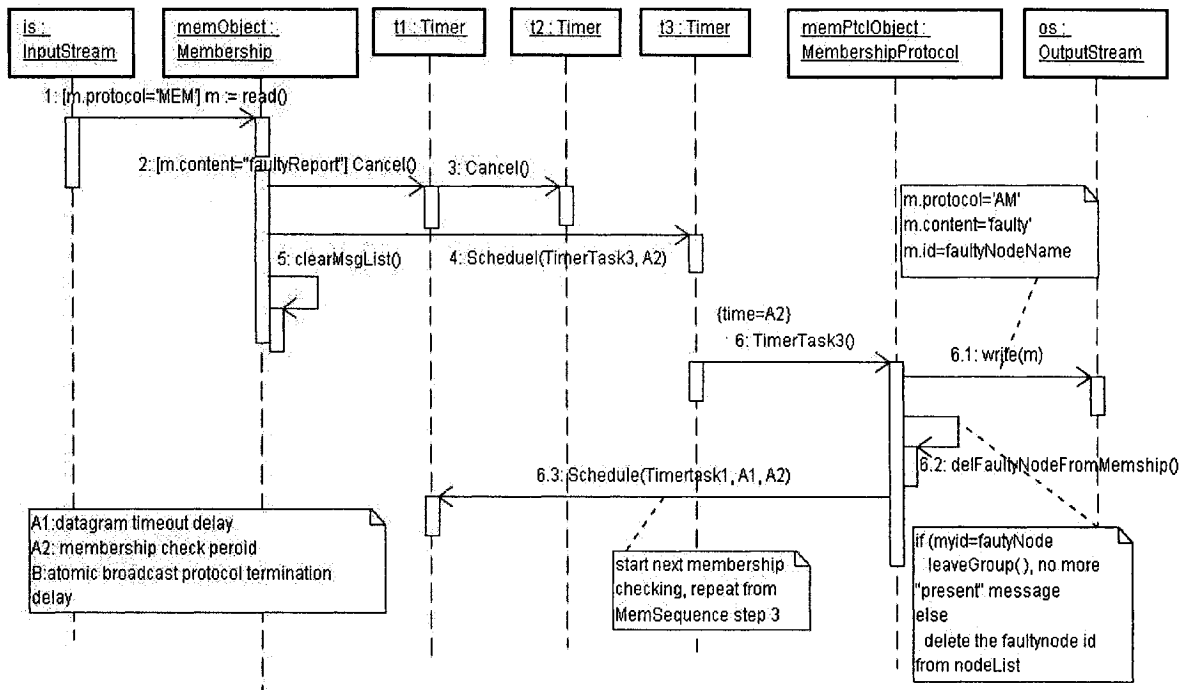 is :
InputStream
memObject :
Membership
t1 : Timer
t2 : Timer
t3 : Timer
memPtclObject :
MembershipProtocol
os :
OutputStream
1: [m.protocol='MEM'] m := read()
2: [m.content="faultyReport"] Cancel()
3: Cancel()
m.protocol='AM'
m.content='faulty'
m.id=faultyNodeName
5: clearMsgList()
4: Scheduel(TimerTask3, A2)
{time=A2}
6: TimerTask3()
6.1: write(m)
6.2: delFaultyNodeFromMemship()
6.3: Schedule(Timertask1, A1, A2)
A1:datagram timeout delay
A2: membership check peroid
B:atomic broadcast protocol termination
delay
start next membership
checking, repeat from
MemSequence step 3
if (myid=fautyNode
leaveGroup(), no more
"present" message
else
delete the faultynode id
from nodeList